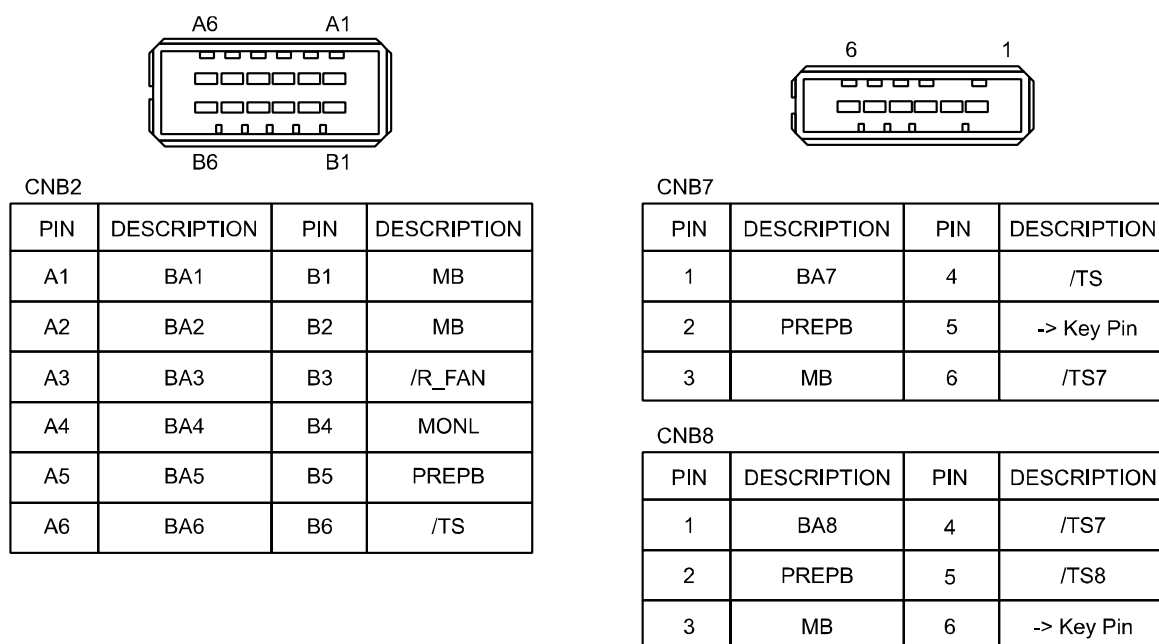 A6 A1
B6 B1
CNB2
PIN DESCRIPTION PIN DESCRIPTION
A1 BA1 B1 MB
A2 BA2 B2 MB
A3 BA3 B3 /R_FAN
A4 BA4 B4 MONL
A5 BA5 B5 PREPB
A6 BA6 B6 /TS
6 1
CNB7
PIN DESCRIPTION PIN DESCRIPTION
1 BA7 4 /TS
2 PREPB 5 -> Key Pin
3 MB 6 /TS7
CNB8
PIN DESCRIPTION PIN DESCRIPTION
1 BA8 4 /TS7
2 PREPB 5 /TS8
3 MB 6 -> Key Pin